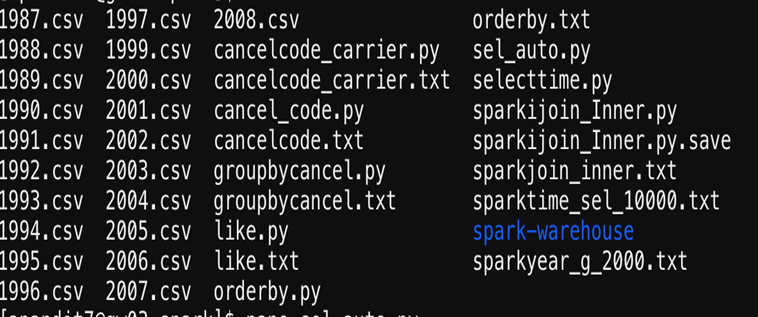 1987.csv 1997.csv 2008.csv orderby.txt
1988.csv 1999.csv cancelcode_carrier.py sel_auto.py
1989.csv 2000.csv cancelcode_carrier.txt selecttime.py
1990.csv 2001.csv cancel_code.py sparkijoin_Inner.py
1991.csv 2002.csv cancelcode.txt sparkijoin_Inner.py.save
1992.csv 2003.csv groupbycancel.py sparkjoin_inner.txt
1993.csv 2004.csv groupbycancel.txt sparktime_sel_10000.txt
1994.csv 2005.csv like.py spark-warehouse
1995.csv 2006.csv like.txt sparkyear_g_2000.txt
1996.csv 2007.csv orderby.py